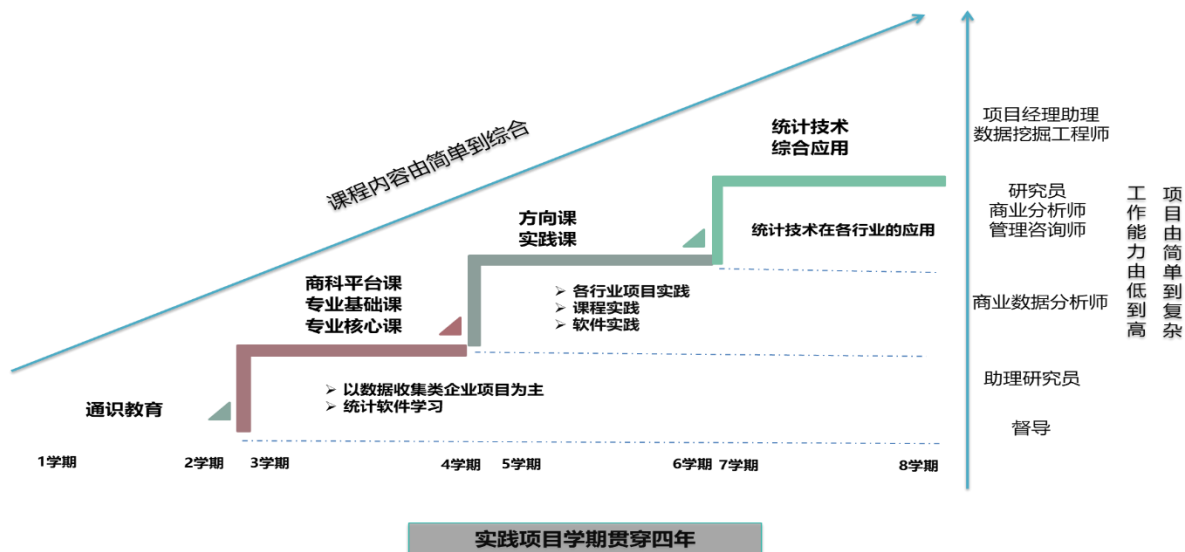 课程内容由简单到综合
项目经理助理
数据挖掘工程师
统计技术
综合应用
研究员
商业分析师
管理咨询师
工作能力由低到高
项目由简单到复杂
方向课
实践课
统计技术在各行业的应用
商科平台课
专业基础课
专业核心课
➢ 各行业项目实践
➢ 课程实践
➢ 软件实践
商业数据分析师
通识教育
➢ 以数据收集类企业项目为主
➢ 统计软件学习
助理研究员
督导
1学期 2学期 3学期 4学期 5学期 6学期 7学期 8学期
实践项目学期贯穿四年